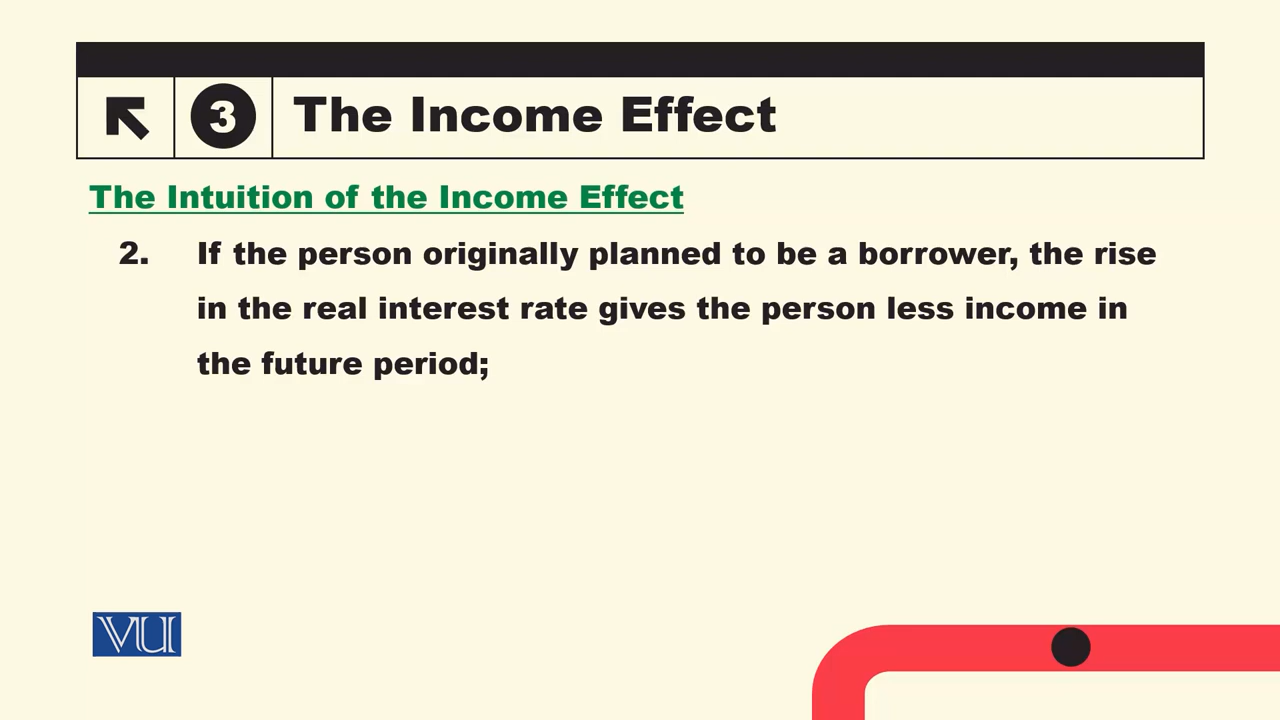 3 The Income Effect
The Intuition of the Income Effect
2. If the person originally planned to be a borrower, the rise
in the real interest rate gives the person less income in
the future period;
VU